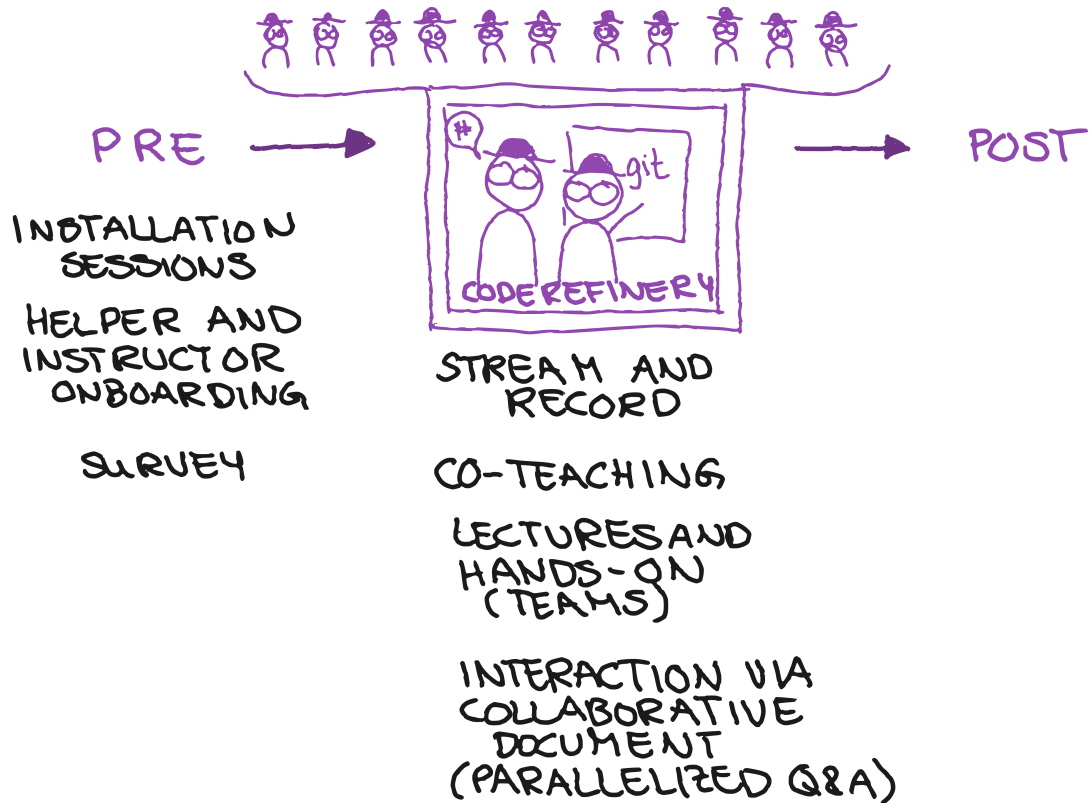 #
git
CODEREFINERY
PRE
POST
INSTALLATION
SESSIONS
HELPER AND
INSTRUCTOR
ONBOARDING
SURVEY
STREAM AND
RECORD
CO-TEACHING
LECTURES AND
HANDS-ON
(TEAMS)
INTERACTION VIA
COLLABORATIVE
DOCUMENT
(PARALLELIZED Q&A)